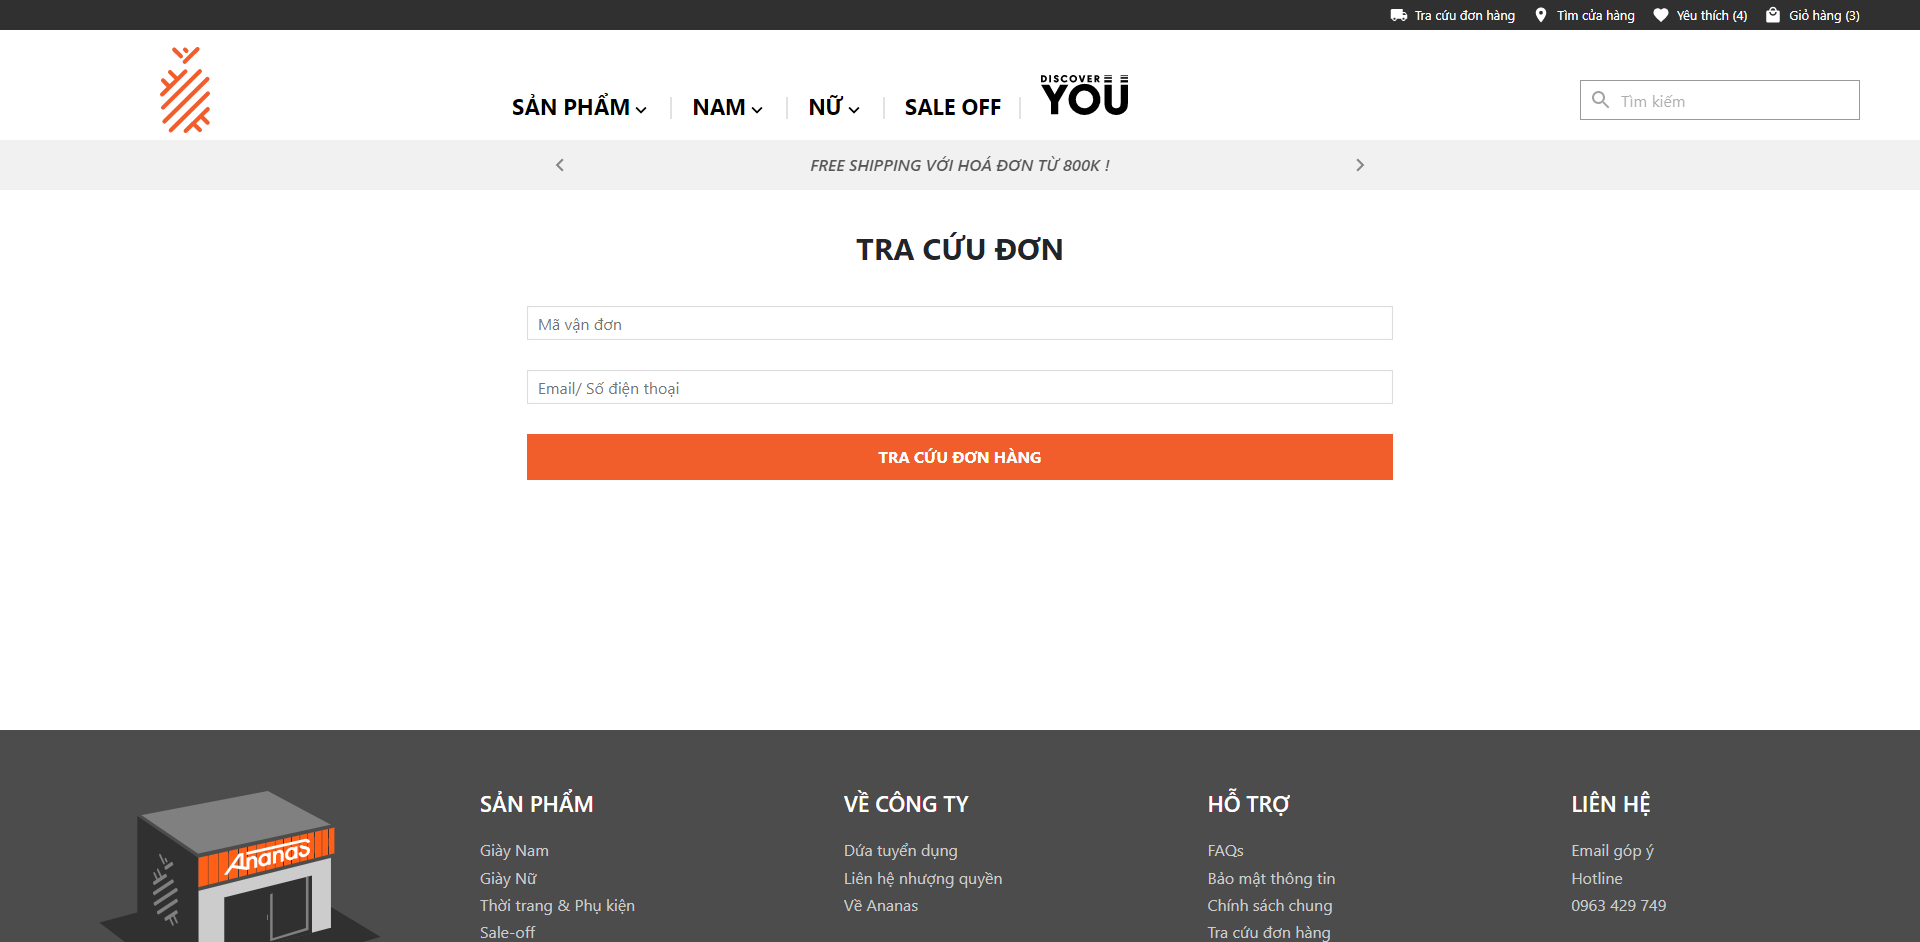 Tra cứu đơn hàng Tìm cửa hàng Yêu thích (4) Giỏ hàng (3)
SẢN PHẨM NAM NỮ SALE OFF DISCOVER YOU
Tìm kiếm
FREE SHIPPING VỚI HOÁ ĐƠN TỪ 800K !
TRA CỨU ĐƠN
Mã vận đơn
Email/ Số điện thoại
TRA CỨU ĐƠN HÀNG
Ananas
SẢN PHẨM
Giày Nam
Giày Nữ
Thời trang & Phụ kiện
Sale-off
VỀ CÔNG TY
Dứa tuyển dụng
Liên hệ nhượng quyền
Về Ananas
HỖ TRỢ
FAQs
Bảo mật thông tin
Chính sách chung
Tra cứu đơn hàng
LIÊN HỆ
Email góp ý
Hotline
0963 429 749